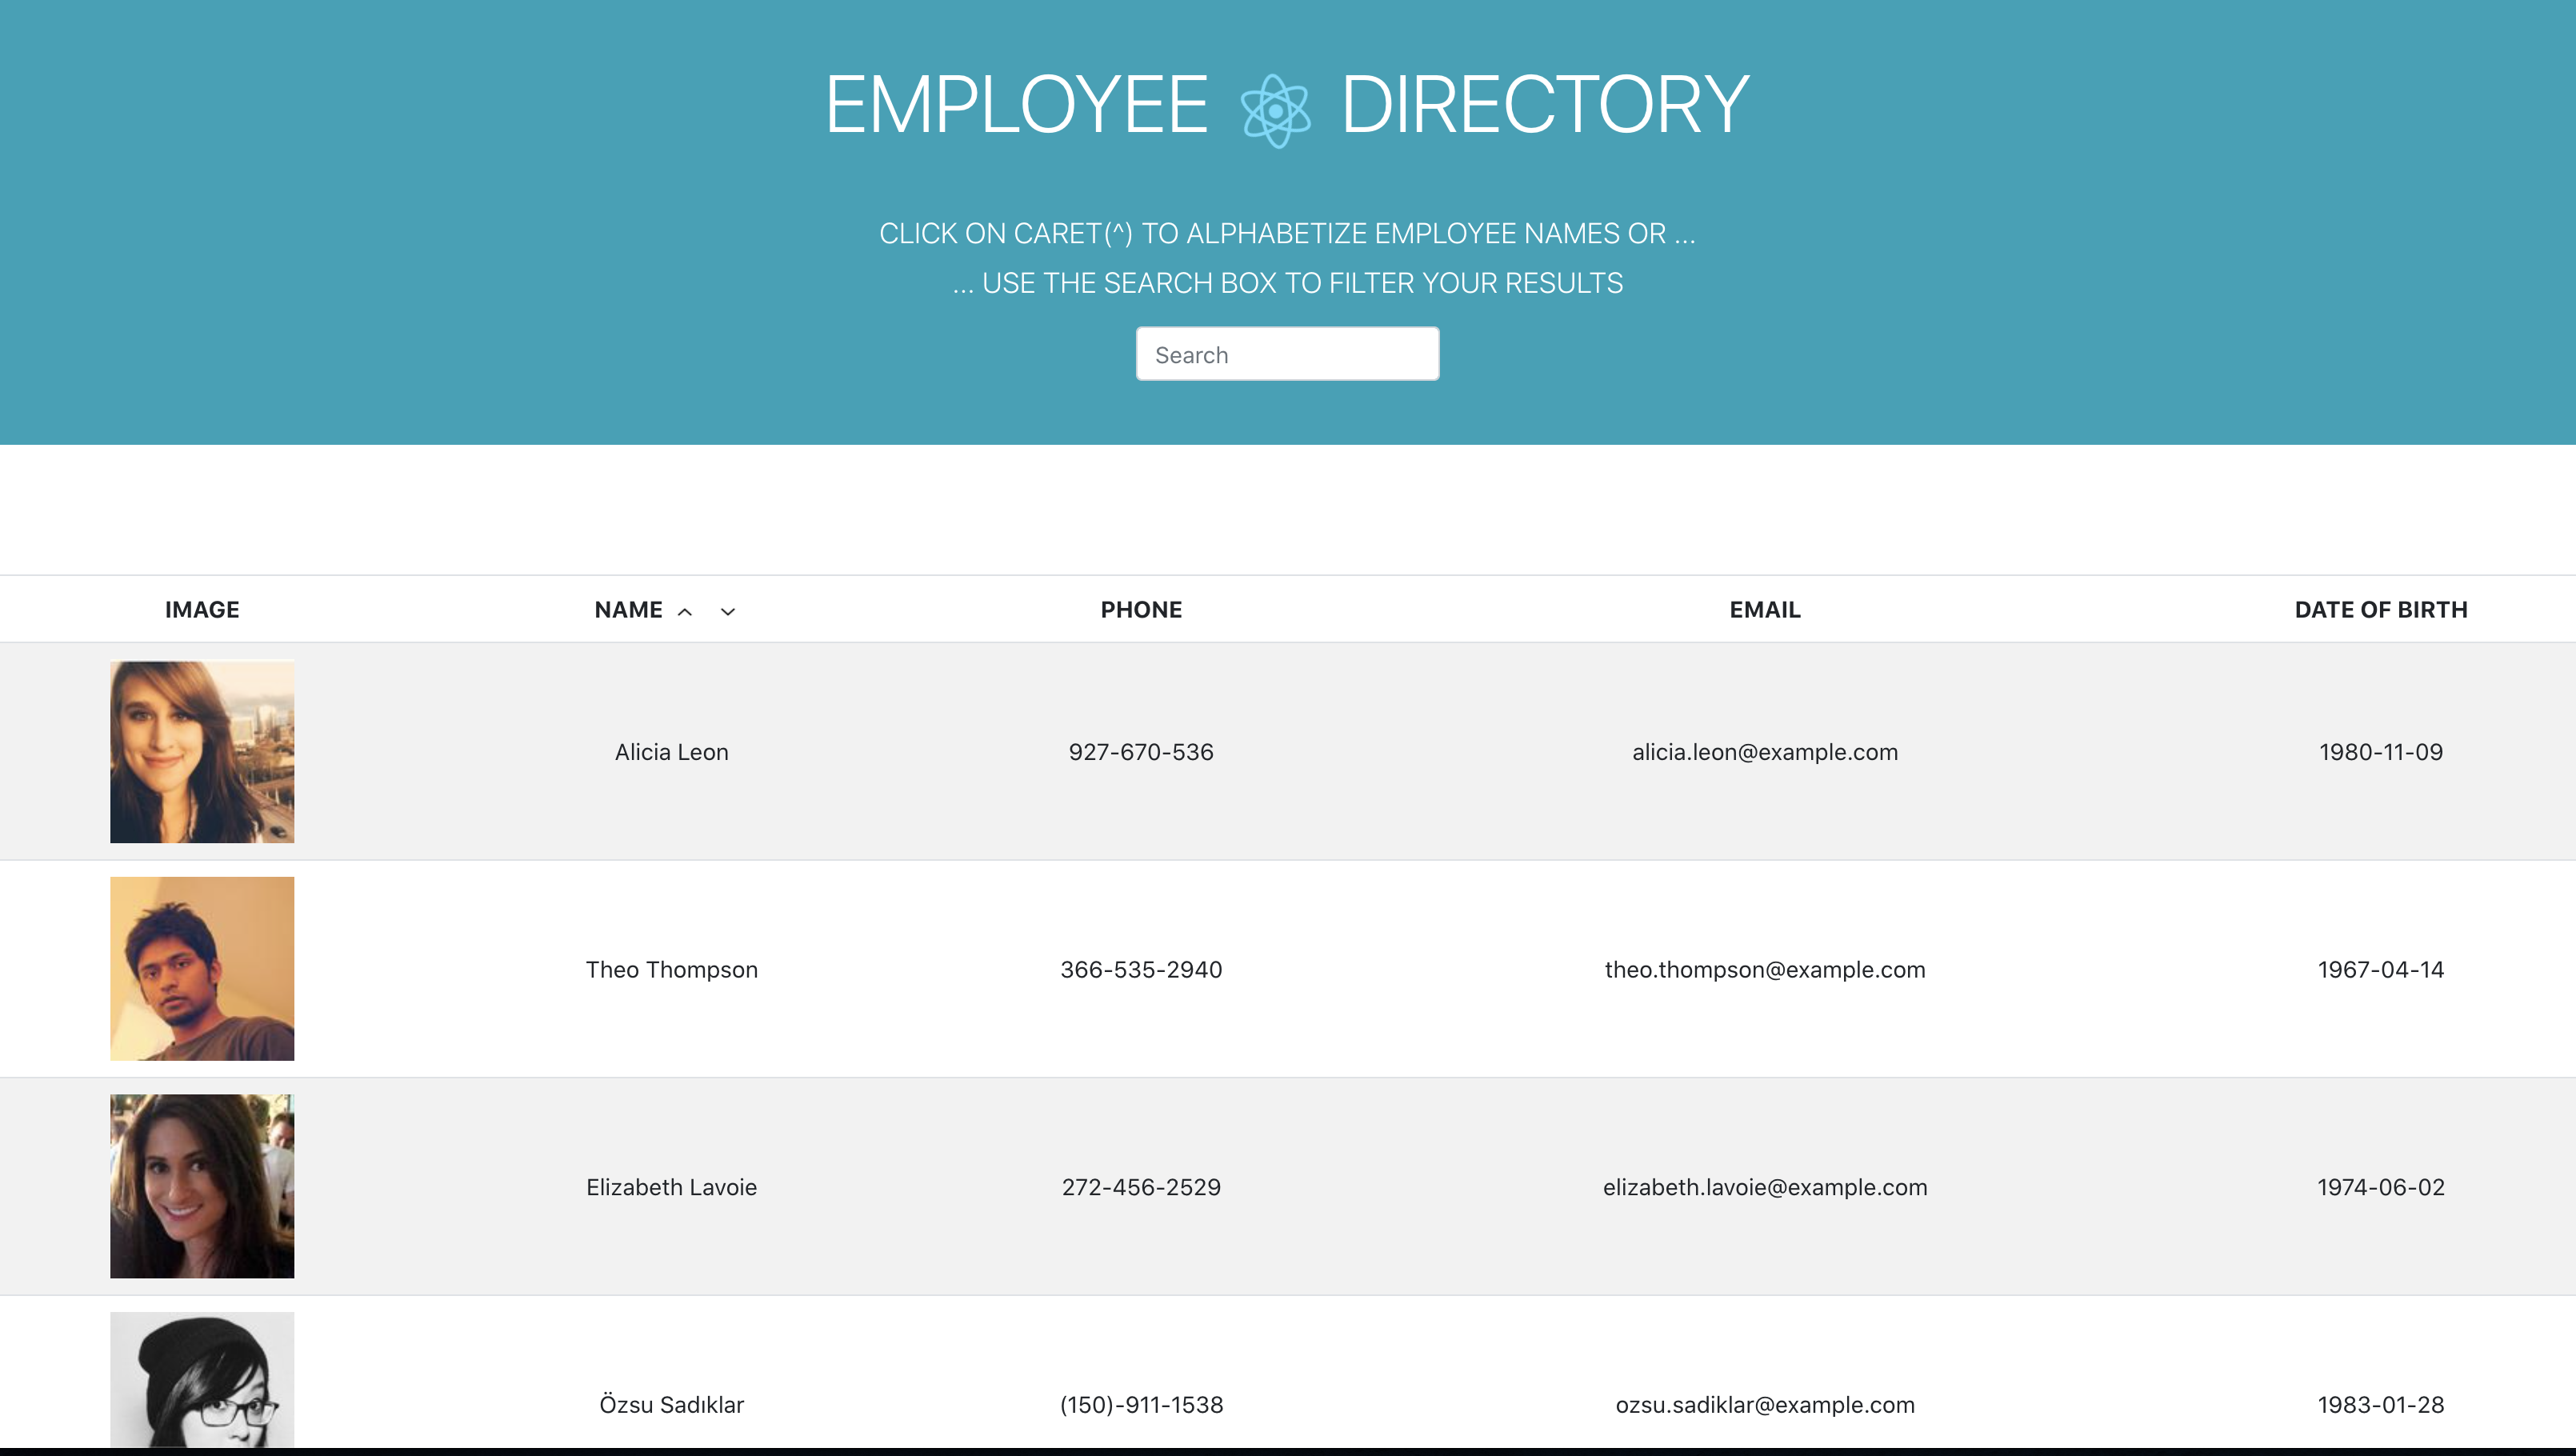 EMPLOYEE DIRECTORY
CLICK ON CARET(^) TO ALPHABETIZE EMPLOYEE NAMES OR ...
... USE THE SEARCH BOX TO FILTER YOUR RESULTS
Search
IMAGE NAME PHONE EMAIL DATE OF BIRTH
Alicia Leon 927-670-536 alicia.leon@example.com 1980-11-09
Theo Thompson 366-535-2940 theo.thompson@example.com 1967-04-14
Elizabeth Lavoie 272-456-2529 elizabeth.lavoie@example.com 1974-06-02
Özsu Sadıklar (150)-911-1538 ozsu.sadiklar@example.com 1983-01-28